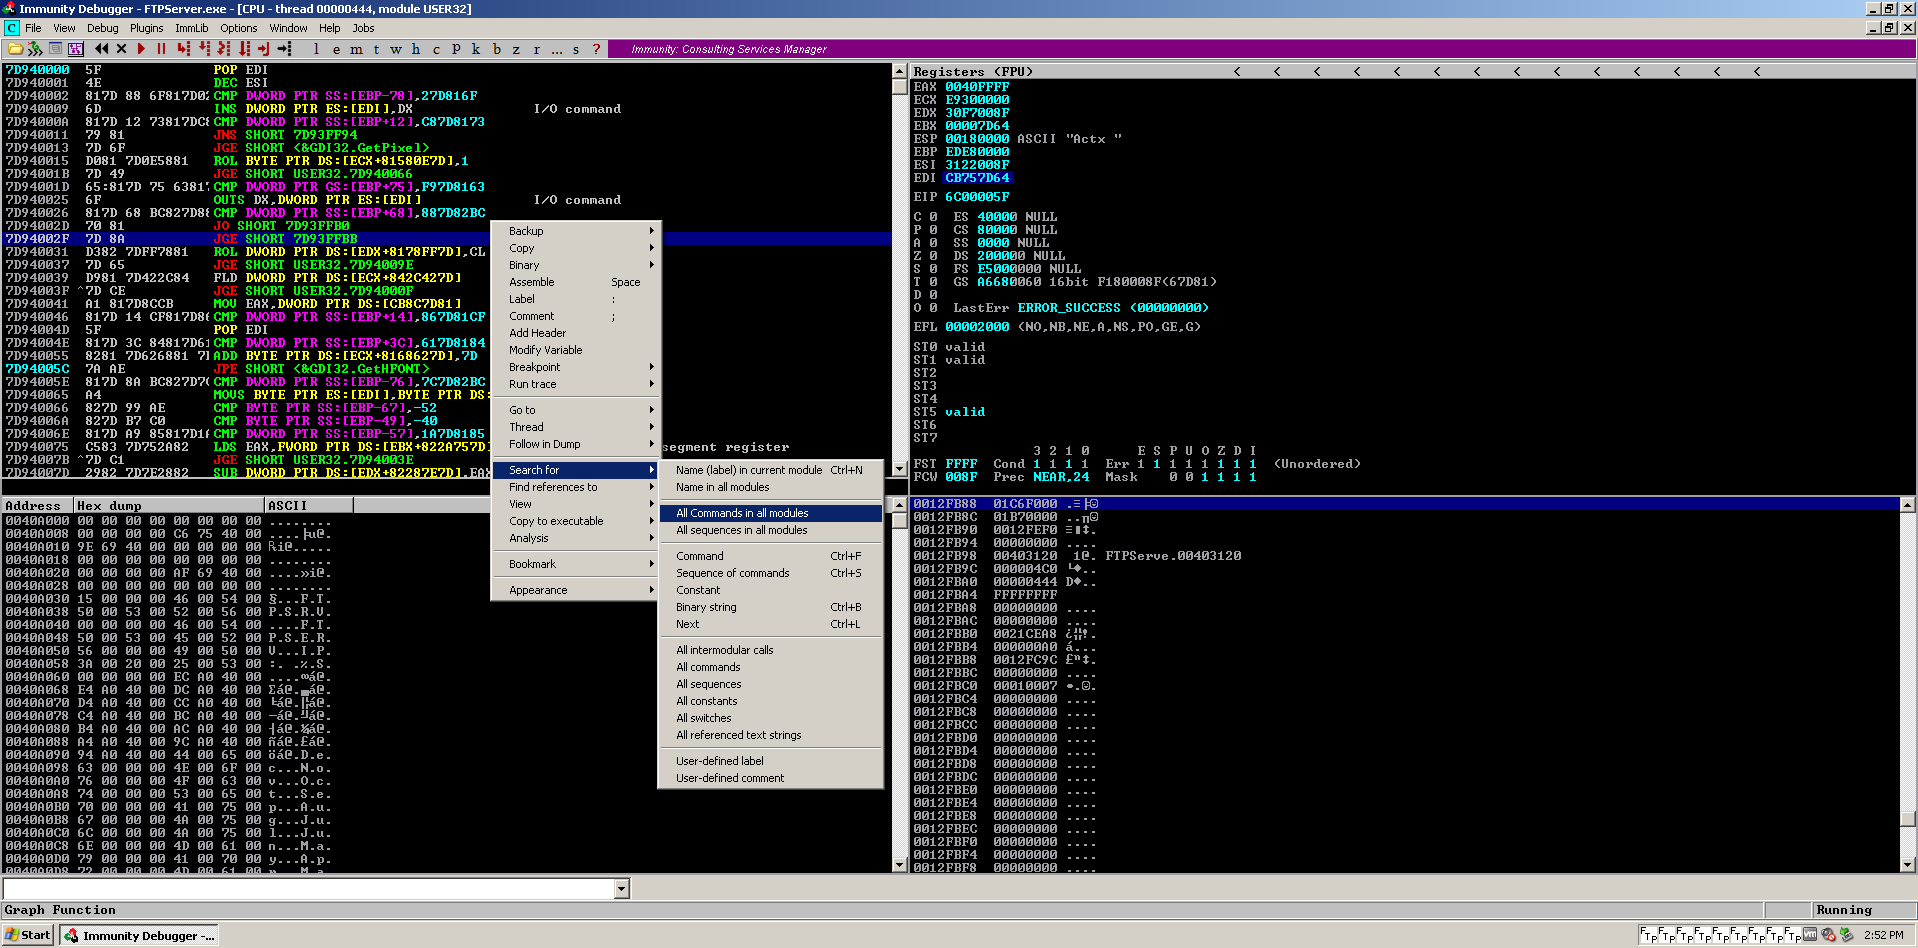 Immunity Debugger - FTPServer.exe - [CPU - thread 00000444, module USER32]
File View Debug Plugins ImmLib Options Window Help Jobs
l e m t w h c p k b z r ... s ? Immunity: Consulting Services Manager
7D940000 5F POP EDI
7D940001 4E DEC ESI
7D940002 817D 88 6F817D02 CMP DWORD PTR SS:[EBP-78],27D816F
7D940009 6D INS DWORD PTR ES:[EDI],DX I/O command
7D94000A 817D 12 73817DC8 CMP DWORD PTR SS:[EBP+12],C87D8173
7D940011 79 81 JNS SHORT 7D93FF94
7D940013 7D 6F JGE SHORT <&GDI32.GetPixel>
7D940015 D081 7D0E5881 ROL BYTE PTR DS:[ECX+81580E7D],1
7D94001B 7D 49 JGE SHORT USER32.7D940066
7D94001D 65:817D 75 6381 CMP DWORD PTR GS:[EBP+75],F97D8163
7D940025 6F OUTS DX,DWORD PTR ES:[EDI] I/O command
7D940026 817D 68 BC827D88 CMP DWORD PTR SS:[EBP+68],887D82BC
7D94002D 70 81 JO SHORT 7D93FFB0
7D94002F 7D 8A JGE SHORT 7D93FFBB
7D940031 D382 7DFF7881 ROL DWORD PTR DS:[EDX+8178FF7D],CL
7D940037 7D 65 JGE SHORT USER32.7D94009E
7D940039 D982 7D422C84 FLD DWORD PTR DS:[EDX+842C427D]
7D94003F ^7D CE JGE SHORT USER32.7D94000F
7D940041 A1 817D8CCB MOV EAX,DWORD PTR DS:[CB8C7D81]
7D940046 817D 14 CF817D86 CMP DWORD PTR SS:[EBP+14],867D81CF
7D94004D 5F POP EDI
7D94004E 817D 3C 84817D61 CMP DWORD PTR SS:[EBP+3C],617D8184
7D940055 8281 7D626881 7 ADD BYTE PTR DS:[ECX+8168627D],7D
7D94005C 7A AE JPE SHORT <&GDI32.GetHFONT>
7D94005E 817D 8A BC827D7C CMP DWORD PTR SS:[EBP-76],7C7D82BC
7D940065 A4 MOVS BYTE PTR ES:[EDI],BYTE PTR DS:
7D940066 827D 99 AE CMP BYTE PTR SS:[EBP-67],-52
7D94006A 827D B7 C0 CMP BYTE PTR SS:[EBP-49],-40
7D94006E 817D A9 85817D1A CMP DWORD PTR SS:[EBP-57],1A7D8185
7D940075 C583 7D752A82 LDS EAX,FWORD PTR DS:[EBX+822A757D] segment register
7D94007B ^7D C1 JGE SHORT USER32.7D94003E
7D94007D 2982 7D7E2882 SUB DWORD PTR DS:[EDX+82287E7D],EAX
Backup
Copy
Binary
Assemble Space
Label :
Comment ;
Add Header
Modify Variable
Breakpoint
Run trace
Go to
Thread
Follow in Dump
Search for
Find references to
View
Copy to executable
Analysis
Bookmark
Appearance
Name (label) in current module Ctrl+N
Name in all modules
All Commands in all modules
All sequences in all modules
Command Ctrl+F
Sequence of commands Ctrl+S
Constant
Binary string Ctrl+B
Next Ctrl+L
All intermodular calls
All commands
All sequences
All constants
All switches
All referenced text strings
User-defined label
User-defined comment
Registers (FPU) < < < < < < < < < < < < < <
EAX 0040FFFF
ECX E9300000
EDX 30F7008F
EBX 00007D64
ESP 00180000 ASCII "Actx "
EBP EDE80000
ESI 3122008F
EDI CB757D64
EIP 6C00005F
C 0 ES 40000 NULL
P 0 CS 80000 NULL
A 0 SS 0000 NULL
Z 0 DS 200000 NULL
S 0 FS E5000000 NULL
T 0 GS A6680060 16bit F180008F(67D81)
D 0
O 0 LastErr ERROR_SUCCESS (00000000)
EFL 00002000 (NO,NB,NE,A,NS,PO,GE,G)
ST0 valid
ST1 valid
ST2
ST3
ST4
ST5 valid
ST6
ST7
3 2 1 0 E S P U O Z D I
FST FFFF Cond 1 1 1 1 Err 1 1 1 1 1 1 1 1 (Unordered)
FCW 008F Prec NEAR,24 Mask 0 0 1 1 1 1
Address Hex dump ASCII
0040A000 00 00 00 00 00 00 00 00 ........
0040A008 00 00 00 00 C6 75 40 00
0040A010 9E 69 40 00 00 00 00 00
0040A018 00 00 00 00 00 00 00 00 ........
0040A020 00 00 00 00 AF 69 40 00 ....»i@.
0040A028 00 00 00 00 00 00 00 00 ........
0040A030 15 00 00 00 46 00 54 00 §...F.T.
0040A038 50 00 53 00 52 00 56 00 P.S.R.V.
0040A040 00 00 00 00 46 00 54 00 ....F.T.
0040A048 50 00 53 00 45 00 52 00 P.S.E.R.
0040A050 56 00 00 00 49 00 50 00 V...I.P.
0040A058 3A 00 20 00 25 00 53 00 :. .%.S.
0040A060 00 00 00 00 EC A0 40 00 ....∞á@.
0040A068 E4 A0 40 00 DC A0 40 00 Σá@.▄á@.
0040A070 D4 A0 40 00 CC A0 40 00 ╘á@.╠á@.
0040A078 C4 A0 40 00 BC A0 40 00 ─á@.╝á@.
0040A080 B4 A0 40 00 AC A0 40 00 ┤á@.¼á@.
0040A088 A4 A0 40 00 9C A0 40 00 ñá@.£á@.
0040A090 94 A0 40 00 44 00 65 00 öá@.D.e.
0040A098 63 00 00 00 4E 00 6F 00 c...N.o.
0040A0A0 76 00 00 00 4F 00 63 00 v...O.c.
0040A0A8 74 00 00 00 53 00 65 00 t...S.e.
0040A0B0 70 00 00 00 41 00 75 00 p...A.u.
0040A0B8 67 00 00 00 4A 00 75 00 g...J.u.
0040A0C0 6C 00 00 00 4A 00 75 00 l...J.u.
0040A0C8 6E 00 00 00 4D 00 61 00 n...M.a.
0040A0D0 79 00 00 00 41 00 70 00 y...A.p.
0040A0D8 72 00 00 00 4D 00 61 00 r...M.a.
0012FB88 01C6F000
0012FB8C 01B70000
0012FB90 0012FEF0
0012FB94 00000000 ....
0012FB98 00403120 1@. FTPServe.00403120
0012FB9C 000004C0
0012FBA0 00000444 D♦..
0012FBA4 FFFFFFFF
0012FBA8 00000000 ....
0012FBAC 00000000 ....
0012FBB0 0021CEA8
0012FBB4 000000A0 á...
0012FBB8 0012FC9C
0012FBBC 00000000 ....
0012FBC0 00010007
0012FBC4 00000000 ....
0012FBC8 00000000 ....
0012FBCC 00000000 ....
0012FBD0 00000000 ....
0012FBD4 00000000 ....
0012FBD8 00000000 ....
0012FBDC 00000000 ....
0012FBE0 00000000 ....
0012FBE4 00000000 ....
0012FBE8 00000000 ....
0012FBEC 00000000 ....
0012FBF0 00000000 ....
0012FBF4 00000000 ....
0012FBF8 00000000 ....
Graph Function Running
Start Immunity Debugger -... 2:52 PM